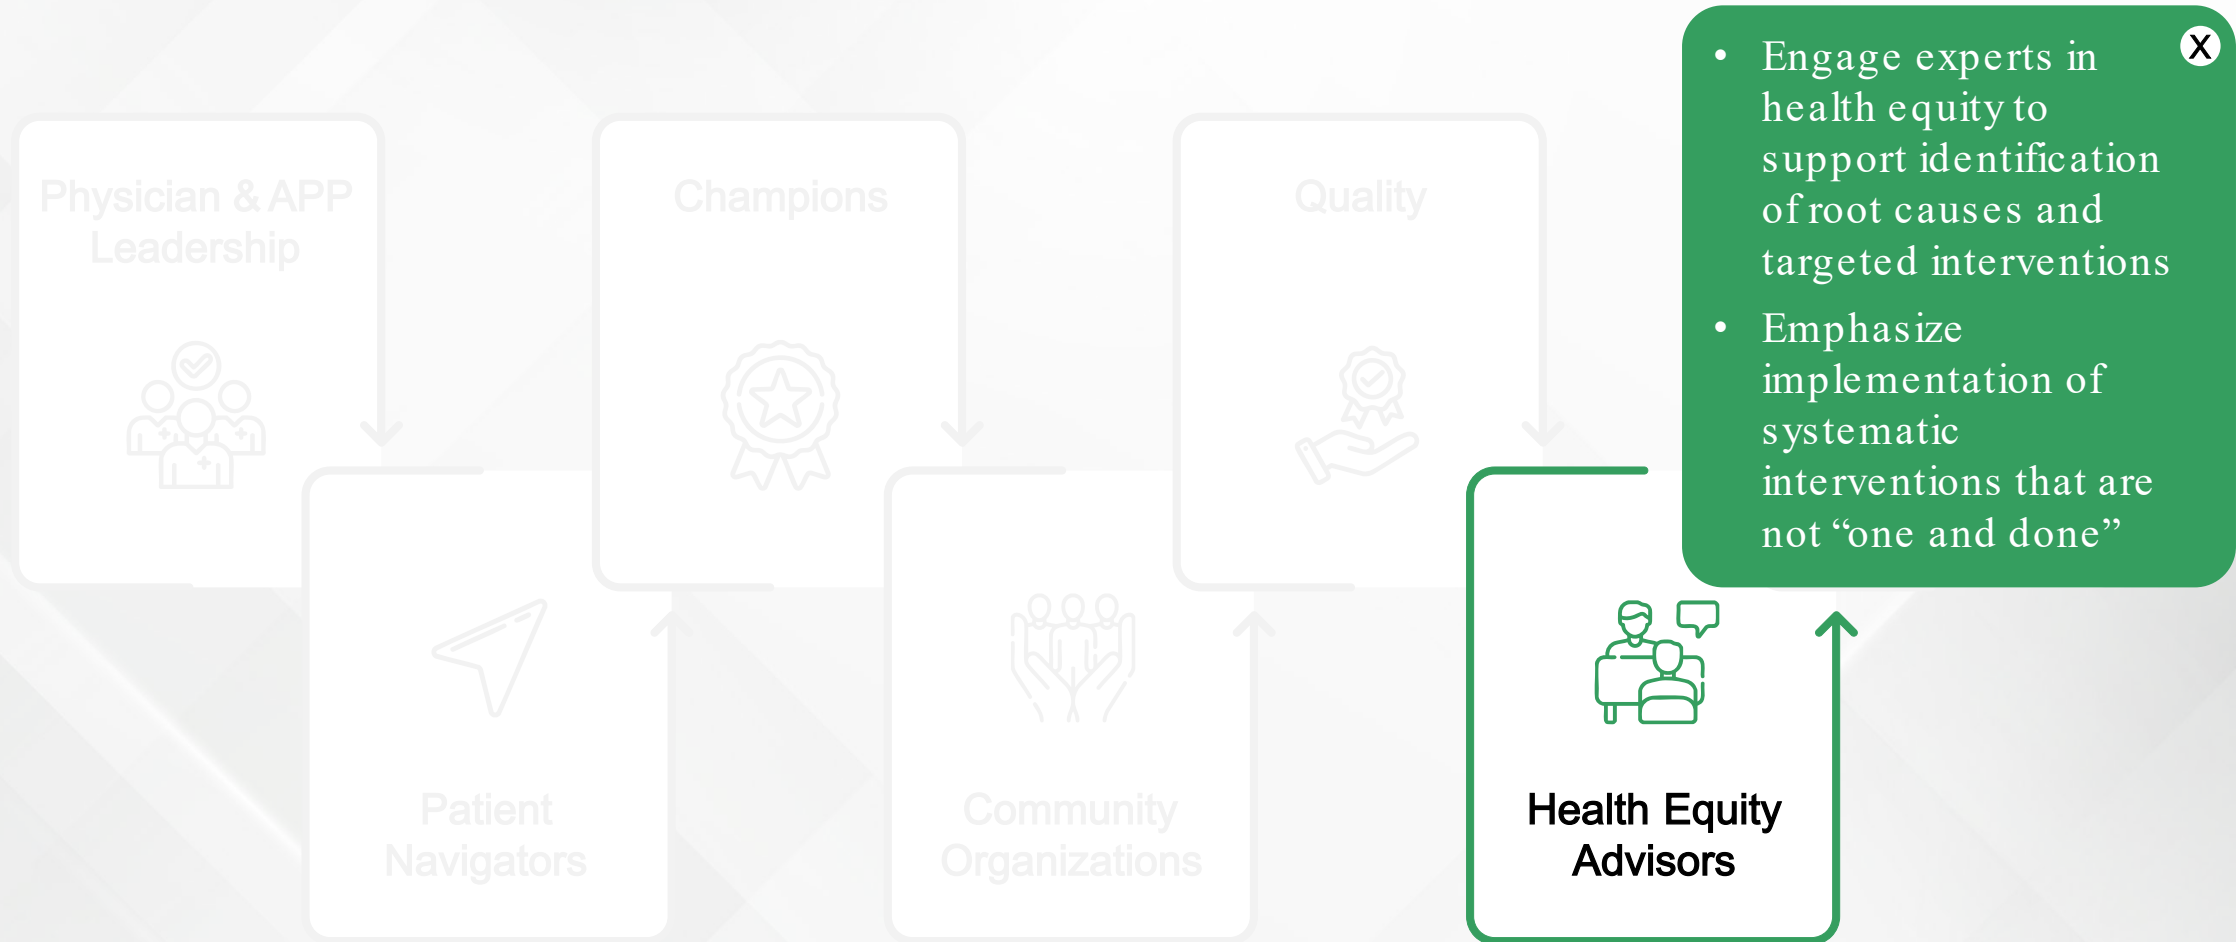 Physician & APP
Leadership
Champions
Quality
X
• Engage experts in
health equity to
support identification
of root causes and
targeted interventions
• Emphasize
implementation of
systematic
interventions that are
not “one and done”
Patient
Navigators
Community
Organizations
Health Equity
Advisors